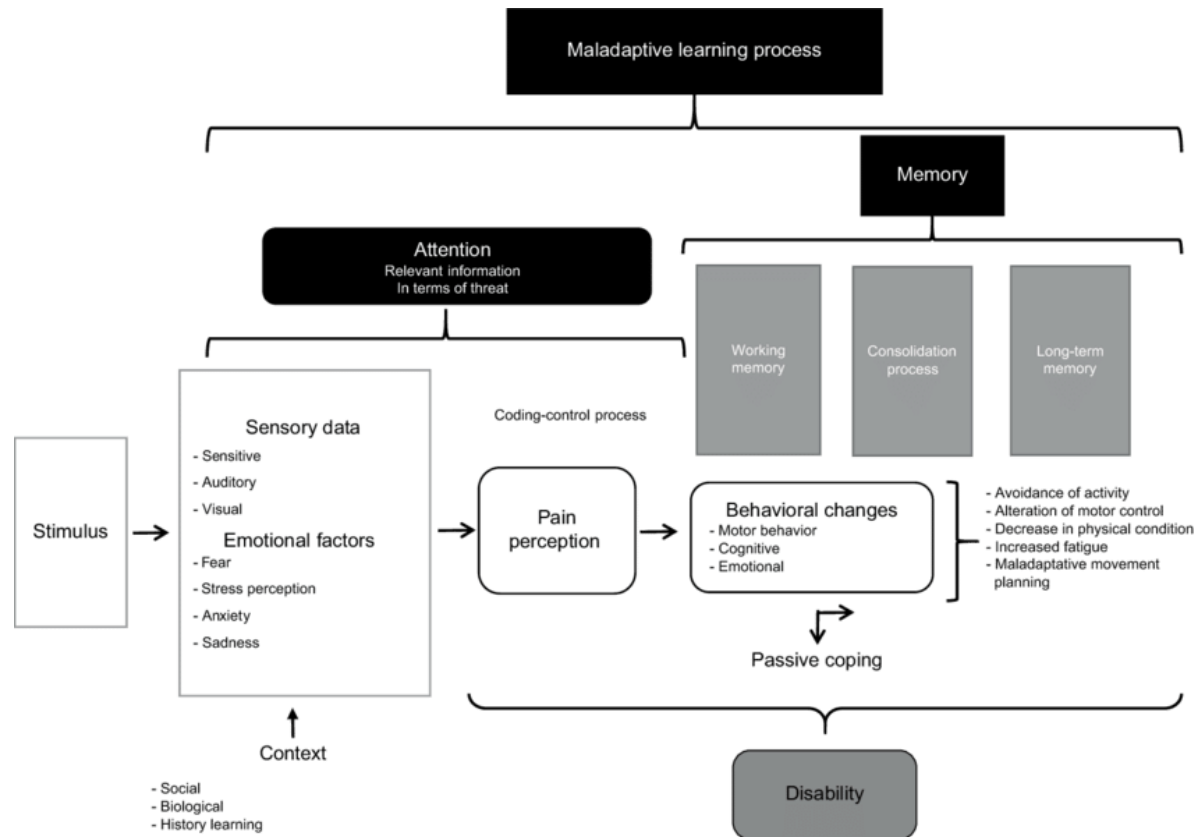 Maladaptive learning process
Memory
Attention
Relevant information
In terms of threat
Working
memory
Consolidation
process
Long-term
memory
Coding-control process
Stimulus
Sensory data
- Sensitive
- Auditory
- Visual
Emotional factors
- Fear
- Stress perception
- Anxiety
- Sadness
Pain
perception
Behavioral changes
- Motor behavior
- Cognitive
- Emotional
- Avoidance of activity
- Alteration of motor control
- Decrease in physical condition
- Increased fatigue
- Maladaptative movement
planning
Passive coping
Context
- Social
- Biological
- History learning
Disability